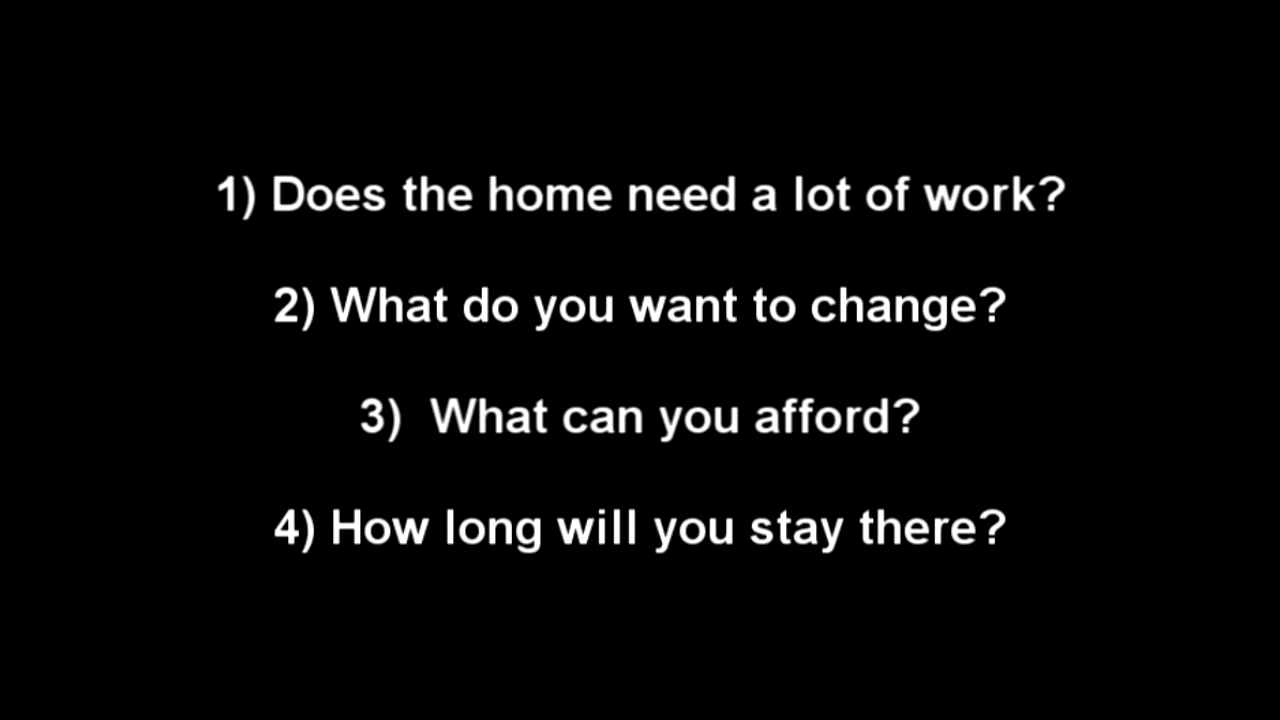 1) Does the home need a lot of work?
2) What do you want to change?
3)  What can you afford?
4) How long will you stay there?